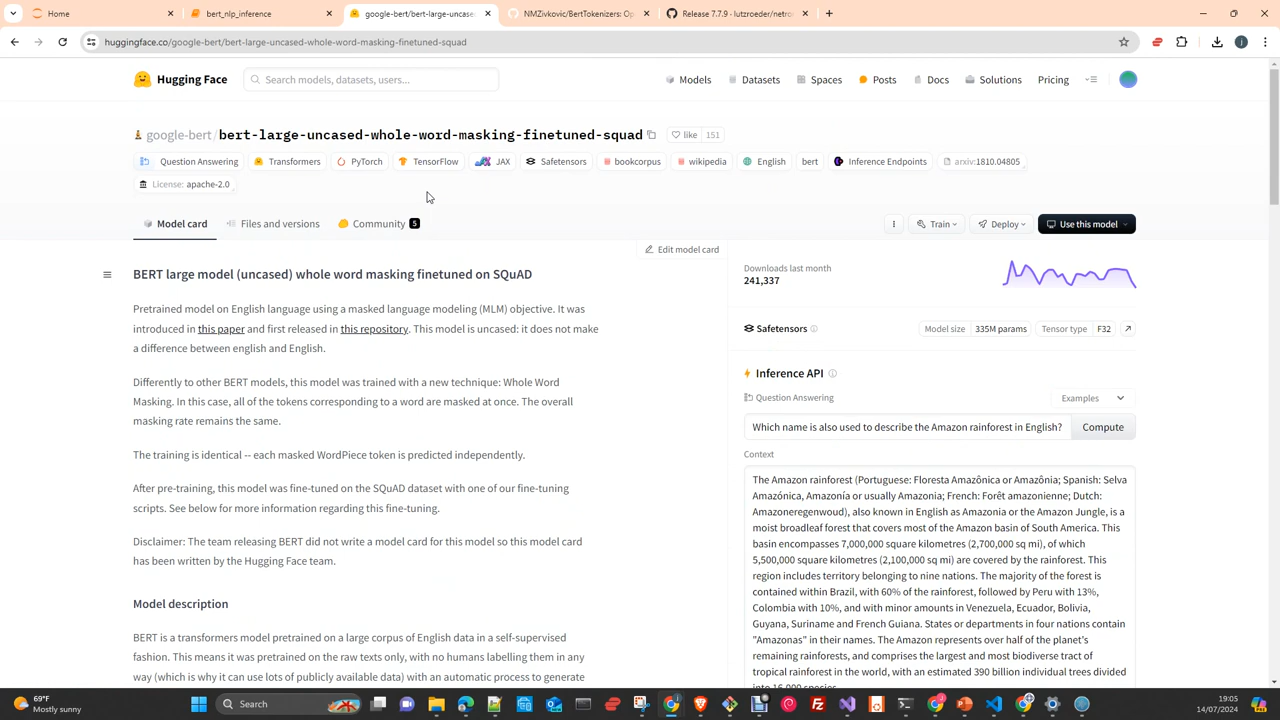 Home
bert_nlp_inference
google-bert/bert-large-uncase
NMZivkovic/BertTokenizers: Op
Release 7.7.9 - lutzroeder/netro
huggingface.co/google-bert/bert-large-uncased-whole-word-masking-finetuned-squad
Hugging Face
Search models, datasets, users...
Models
Datasets
Spaces
Posts
Docs
Solutions
Pricing
google-bert/bert-large-uncased-whole-word-masking-finetuned-squad
like 151
Question Answering
Transformers
PyTorch
TensorFlow
JAX
Safetensors
bookcorpus
wikipedia
English
bert
Inference Endpoints
arxiv:1810.04805
License: apache-2.0
Model card
Files and versions
Community 5
Train
Deploy
Use this model
Edit model card
BERT large model (uncased) whole word masking finetuned on SQuAD
Pretrained model on English language using a masked language modeling (MLM) objective. It was
introduced in this paper and first released in this repository. This model is uncased: it does not make
a difference between english and English.
Differently to other BERT models, this model was trained with a new technique: Whole Word
Masking. In this case, all of the tokens corresponding to a word are masked at once. The overall
masking rate remains the same.
The training is identical -- each masked WordPiece token is predicted independently.
After pre-training, this model was fine-tuned on the SQuAD dataset with one of our fine-tuning
scripts. See below for more information regarding this fine-tuning.
Disclaimer: The team releasing BERT did not write a model card for this model so this model card
has been written by the Hugging Face team.
Model description
BERT is a transformers model pretrained on a large corpus of English data in a self-supervised
fashion. This means it was pretrained on the raw texts only, with no humans labelling them in any
way (which is why it can use lots of publicly available data) with an automatic process to generate
Downloads last month
241,337
Safetensors
Model size 335M params
Tensor type F32
Inference API
Question Answering
Examples
Which name is also used to describe the Amazon rainforest in English?
Compute
Context
The Amazon rainforest (Portuguese: Floresta Amazônica or Amazônia; Spanish: Selva
Amazónica, Amazonía or usually Amazonia; French: Forêt amazonienne; Dutch:
Amazoneregenwoud), also known in English as Amazonia or the Amazon Jungle, is a
moist broadleaf forest that covers most of the Amazon basin of South America. This
basin encompasses 7,000,000 square kilometres (2,700,000 sq mi), of which
5,500,000 square kilometres (2,100,000 sq mi) are covered by the rainforest. This
region includes territory belonging to nine nations. The majority of the forest is
contained within Brazil, with 60% of the rainforest, followed by Peru with 13%,
Colombia with 10%, and with minor amounts in Venezuela, Ecuador, Bolivia,
Guyana, Suriname and French Guiana. States or departments in four nations contain
"Amazonas" in their names. The Amazon represents over half of the planet's
remaining rainforests, and comprises the largest and most biodiverse tract of
tropical rainforest in the world, with an estimated 390 billion individual trees divided
into 16,000 species.
69°F
Mostly sunny
Search
19:05
14/07/2024